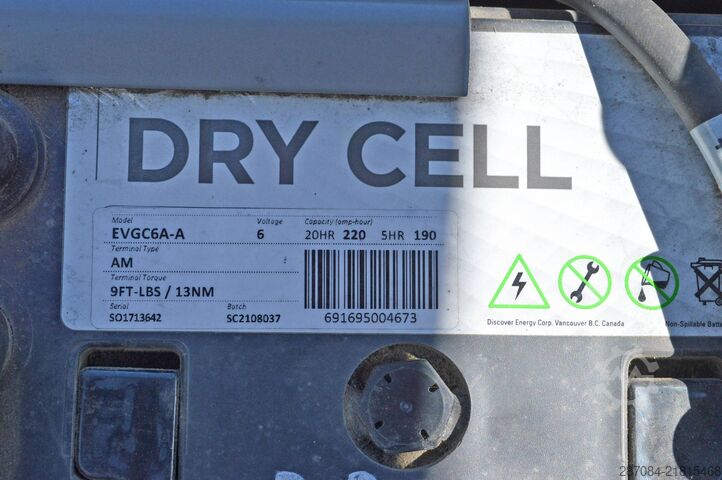 DRY CELL
Model Voltage Capacity (amp-hour)
EVGC6A-A 6 20HR 220 5HR 190
Terminal Type
AM
Terminal Torque
9FT-LBS / 13NM
Serial Batch
SO1713642 SC2108037 691695004673
Discover Energy Corp. Vancouver B.C. Canada Non-Spillable
287084-21815468